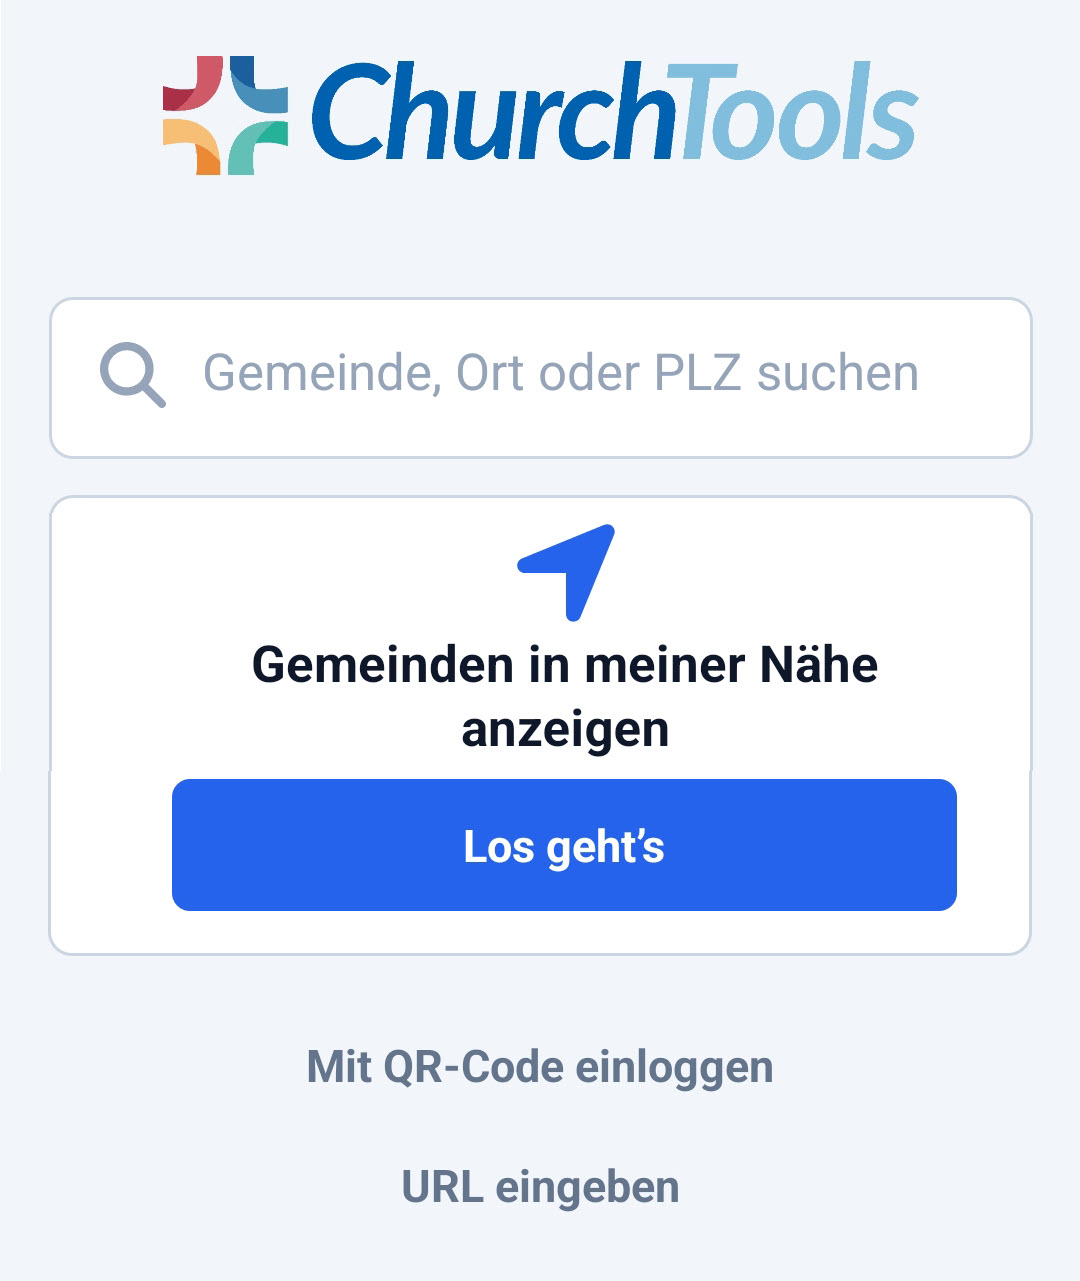 ChurchTools
Gemeinde, Ort oder PLZ suchen
Gemeinden in meiner Nähe
anzeigen
Los geht’s
Mit QR-Code einloggen
URL eingeben